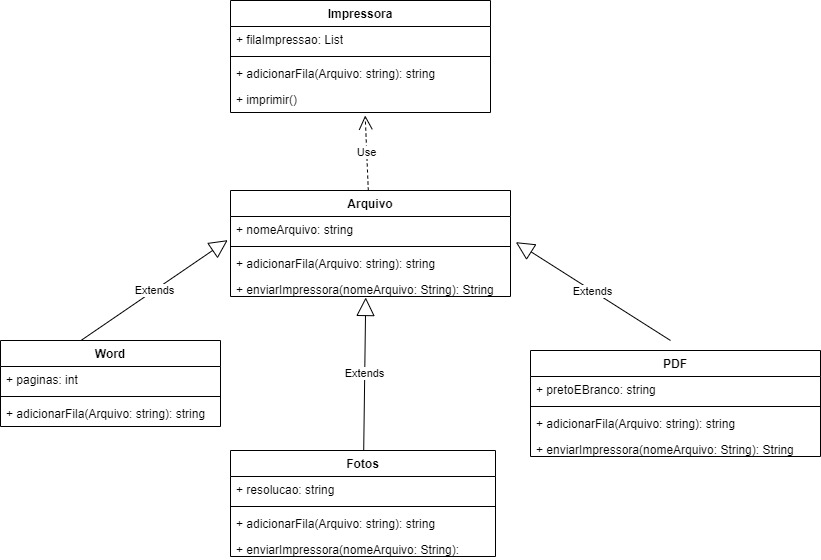 Impressora
+ filaImpressao: List
+ adicionarFila(Arquivo: string): string
+ imprimir()
Use
Arquivo
+ nomeArquivo: string
+ adicionarFila(Arquivo: string): string
+ enviarImpressora(nomeArquivo: String): String
Extends
Extends
Extends
Word
+ paginas: int
+ adicionarFila(Arquivo: string): string
PDF
+ pretoEBranco: string
+ adicionarFila(Arquivo: string): string
+ enviarImpressora(nomeArquivo: String): String
Fotos
+ resolucao: string
+ adicionarFila(Arquivo: string): string
+ enviarImpressora(nomeArquivo: String):